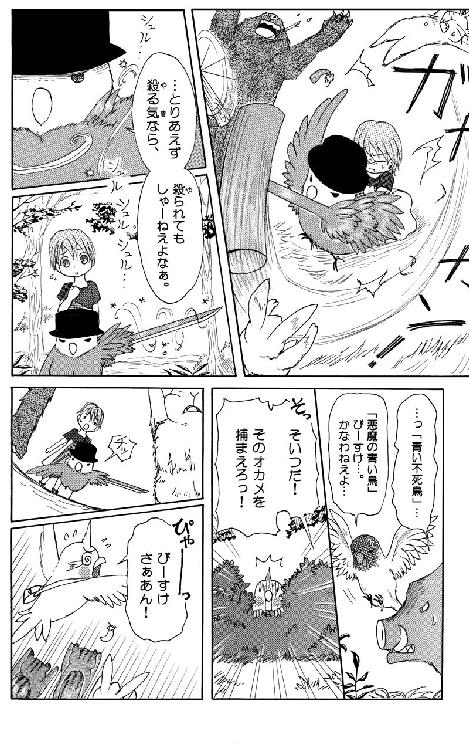 ガガガガ
シュルシュル…
…とりあえず
殺る気なら、
殺られても
しゃーねえよなぁ。
シュルシュル…
…っ「青い不死鳥」…
「悪魔の青い鳥」
びーすけ…。
かなわねえよ…
そいつだ！
そのオカメを
捕まえろっ！
チッ
ぴゃーっ
びーすけ
さぁあん！